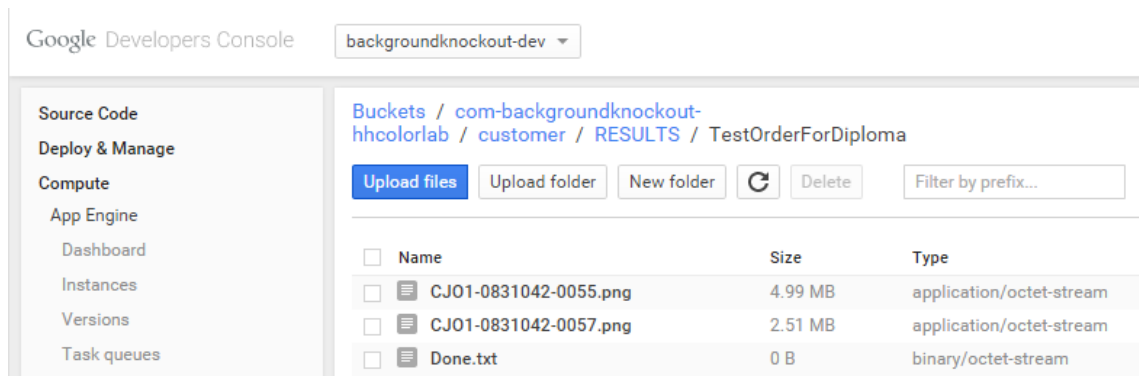 Google Developers Console
backgroundknockout-dev
Source Code
Deploy & Manage
Compute
App Engine
Dashboard
Instances
Versions
Task queues
Buckets / com-backgroundknockout-
hhcolorlab / customer / RESULTS / TestOrderForDiploma
Upload files Upload folder New folder Delete Filter by prefix...
Name Size Type
CJO1-0831042-0055.png 4.99 MB application/octet-stream
CJO1-0831042-0057.png 2.51 MB application/octet-stream
Done.txt 0 B binary/octet-stream